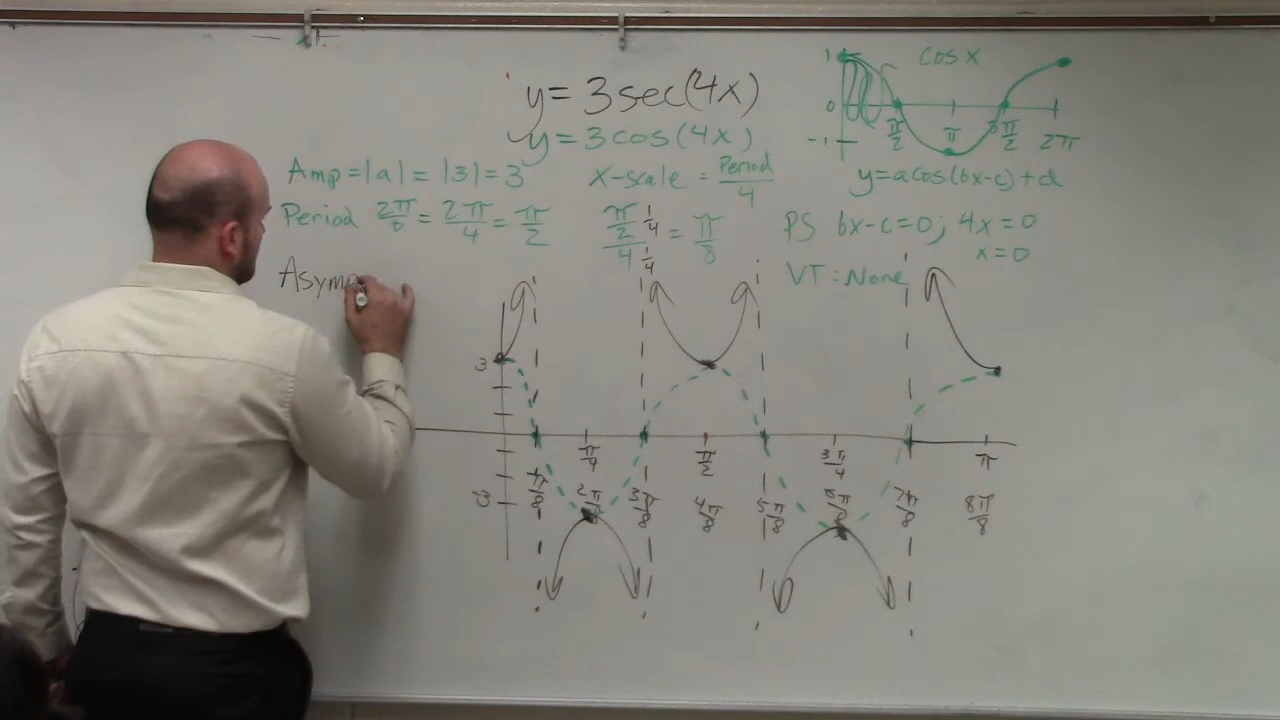 y = 3sec(4x)
y = 3cos(4x)
Amp = |a| = |3| = 3
Period 2π/b = 2π/4 = π/2
Asymp
X-scale = Period/4
π/2 1/4
4 1/4 = π/8
cos x
1
0
-1
π/2 π 3π/2 2π
y = a cos(bx-c)+d
PS bx-c=0; 4x=0
x=0
VT: None
3
-3
π/4 π/2 3π/4 π
π/8 2π/8 3π/8 4π/8 5π/8 6π/8 7π/8 8π/8